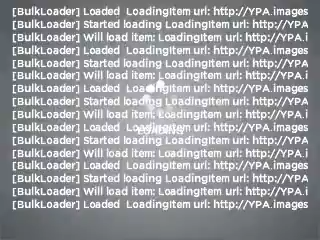 [BulkLoader] Loaded LoadingItem url: http://YPA.images
[BulkLoader] Started loading LoadingItem url: http://YPA
[BulkLoader] Will load item: LoadingItem url: http://YPA.i
[BulkLoader] Loaded LoadingItem url: http://YPA.images
[BulkLoader] Started loading LoadingItem url: http://YPA
[BulkLoader] Will load item: LoadingItem url: http://YPA.i
[BulkLoader] Loaded LoadingItem url: http://YPA.images
[BulkLoader] Started loading LoadingItem url: http://YPA
[BulkLoader] Will load item: LoadingItem url: http://YPA.i
[BulkLoader] Loaded LoadingItem url: http://YPA.images
LOADING
[BulkLoader] Started loading LoadingItem url: http://YPA
[BulkLoader] Will load item: LoadingItem url: http://YPA.i
[BulkLoader] Loaded LoadingItem url: http://YPA.images
[BulkLoader] Started loading LoadingItem url: http://YPA
[BulkLoader] Will load item: LoadingItem url: http://YPA.i
[BulkLoader] Loaded LoadingItem url: http://YPA.images